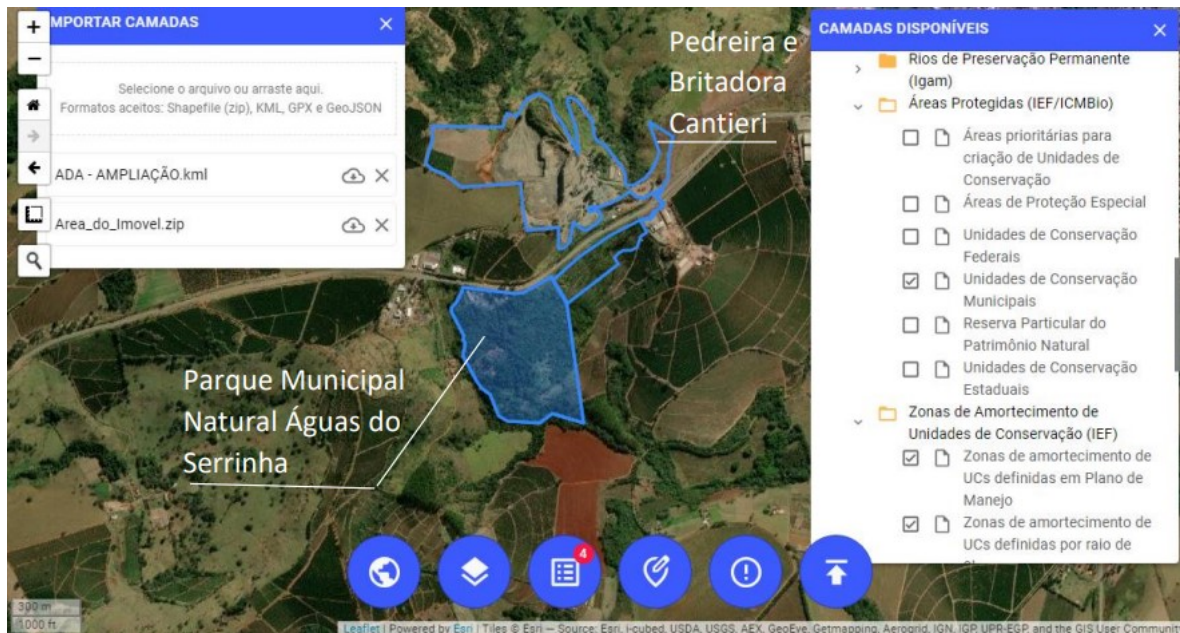 +
−
MPORTAR CAMADAS
Selecione o arquivo ou arraste aqui.
Formatos aceitos: Shapefile (zip), KML, GPX e GeoJSON
ADA - AMPLIAÇÃO.kml
Area_do_Imovel.zip
Pedreira e
Britadora
Cantieri
Parque Municipal
Natural Águas do
Serrinha
CAMADAS DISPONÍVEIS
Rios de Preservação Permanente
(Igam)
Áreas Protegidas (IEF/ICMBio)
Áreas prioritárias para
criação de Unidades de
Conservação
Áreas de Proteção Especial
Unidades de Conservação
Federais
Unidades de Conservação
Municipais
Reserva Particular do
Patrimônio Natural
Unidades de Conservação
Estaduais
Zonas de Amortecimento de
Unidades de Conservação (IEF)
Zonas de amortecimento de
UCs definidas em Plano de
Manejo
Zonas de amortecimento de
UCs definidas por raio de
4
300 m
1000 ft
Leaflet | Powered by Esri | Tiles © Esri — Source: Esri, i-cubed, USDA, USGS, AEX, GeoEye, Getmapping, Aerogrid, IGN, IGP, UPR-EGP, and the GIS User Community